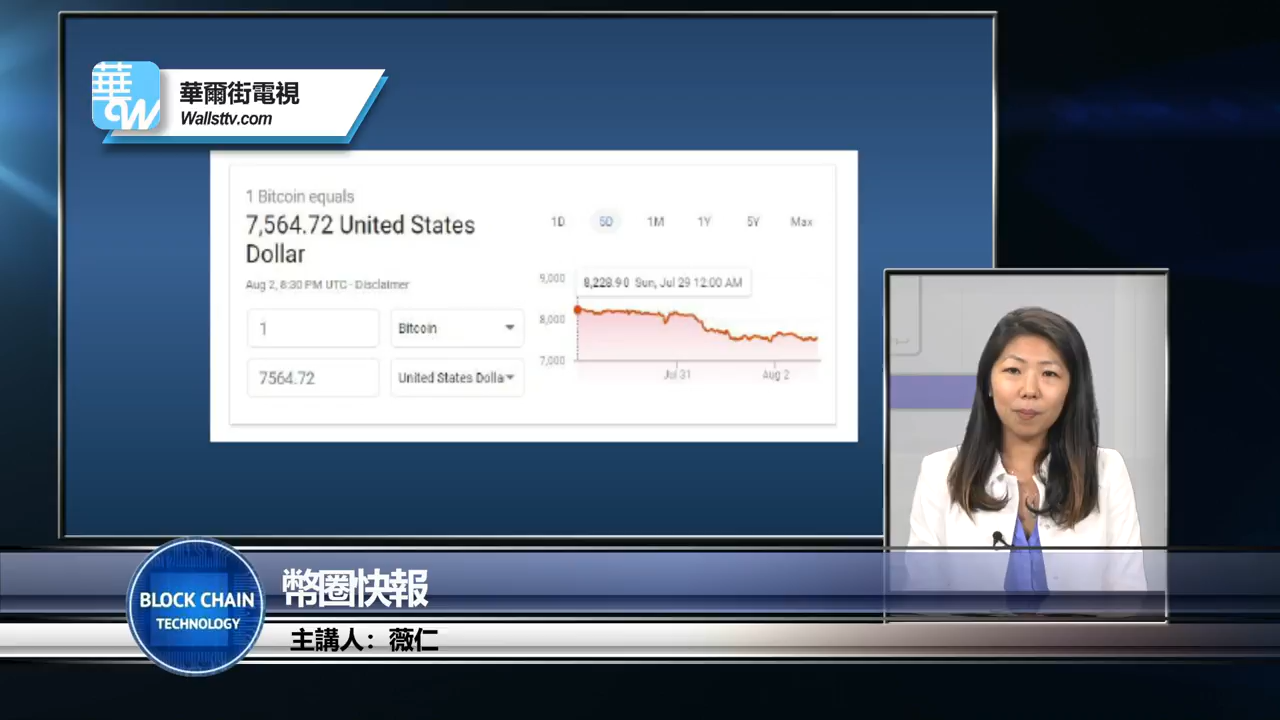 華爾街電視
Wallsttv.com
1 Bitcoin equals
7,564.72 United States
Dollar
Aug 2, 8:30 PM UTC · Disclaimer
1
Bitcoin
7564.72
United States Dolla
1D 5D 1M 1Y 5Y Max
9,000
8,228.90 Sun, Jul 29 12:00 AM
8,000
7,000
Jul 31
Aug 2
BLOCK CHAIN
TECHNOLOGY
幣圈快報
主講人：薇仁